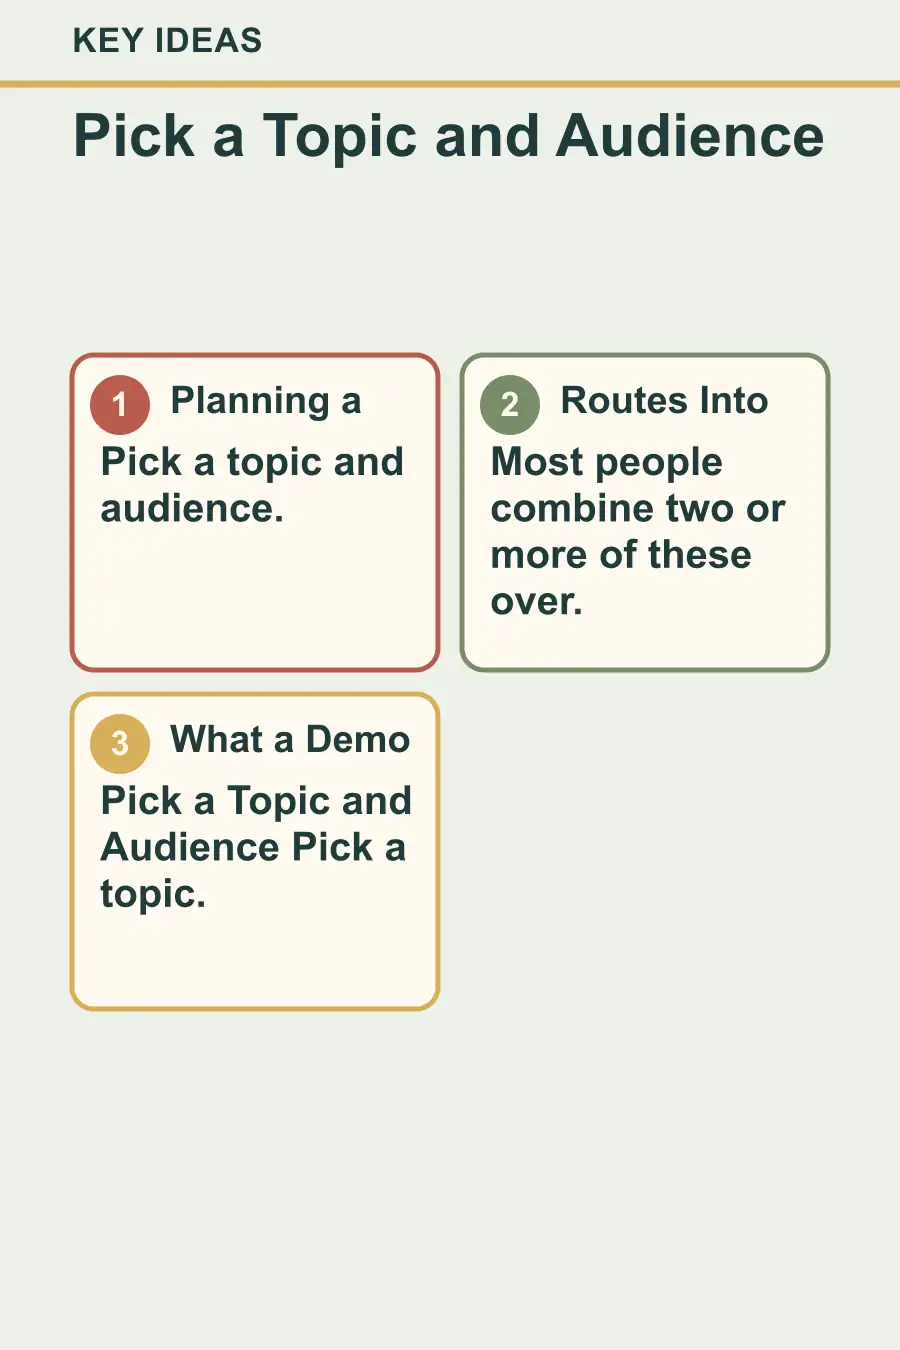 KEY IDEAS
Pick a Topic and Audience
1 Planning a
Pick a topic and
audience.
2 Routes Into
Most people
combine two or
more of these
over.
3 What a Demo
Pick a Topic and
Audience Pick a
topic.